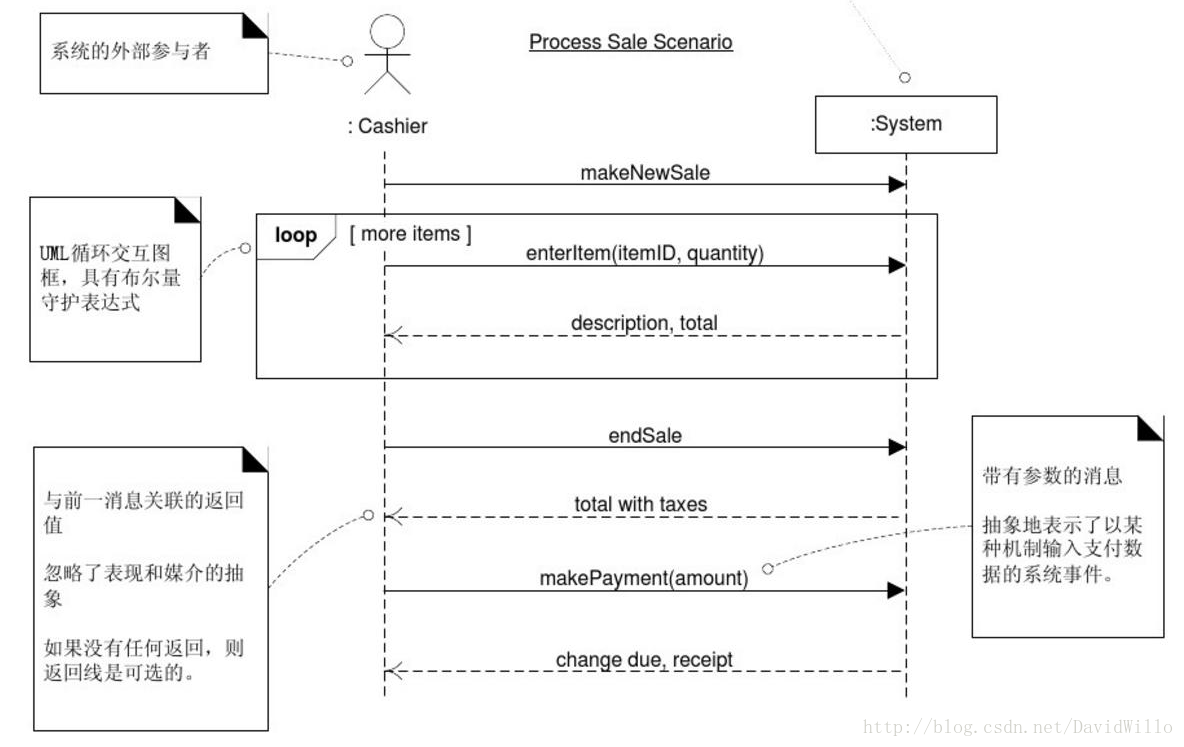 系统的外部参与者
Process Sale Scenario
: Cashier
:System
makeNewSale
UML循环交互图
框，具有布尔量
守护表达式
loop
[ more items ]
enterItem(itemID, quantity)
description, total
endSale
与前一消息关联的返回
值
忽略了表现和媒介的抽
象
如果没有任何返回，则
返回线是可选的。
total with taxes
带有参数的消息
抽象地表示了以某
种机制输入支付数
据的系统事件。
makePayment(amount)
change due, receipt
http://blog.csdn.net/DavidWillo